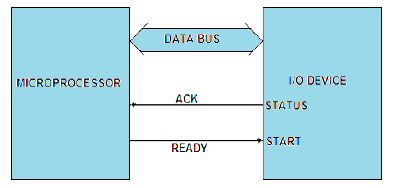 DATA BUS
MICROPROCESSOR
I/O DEVICE
ACK
STATUS
START
READY